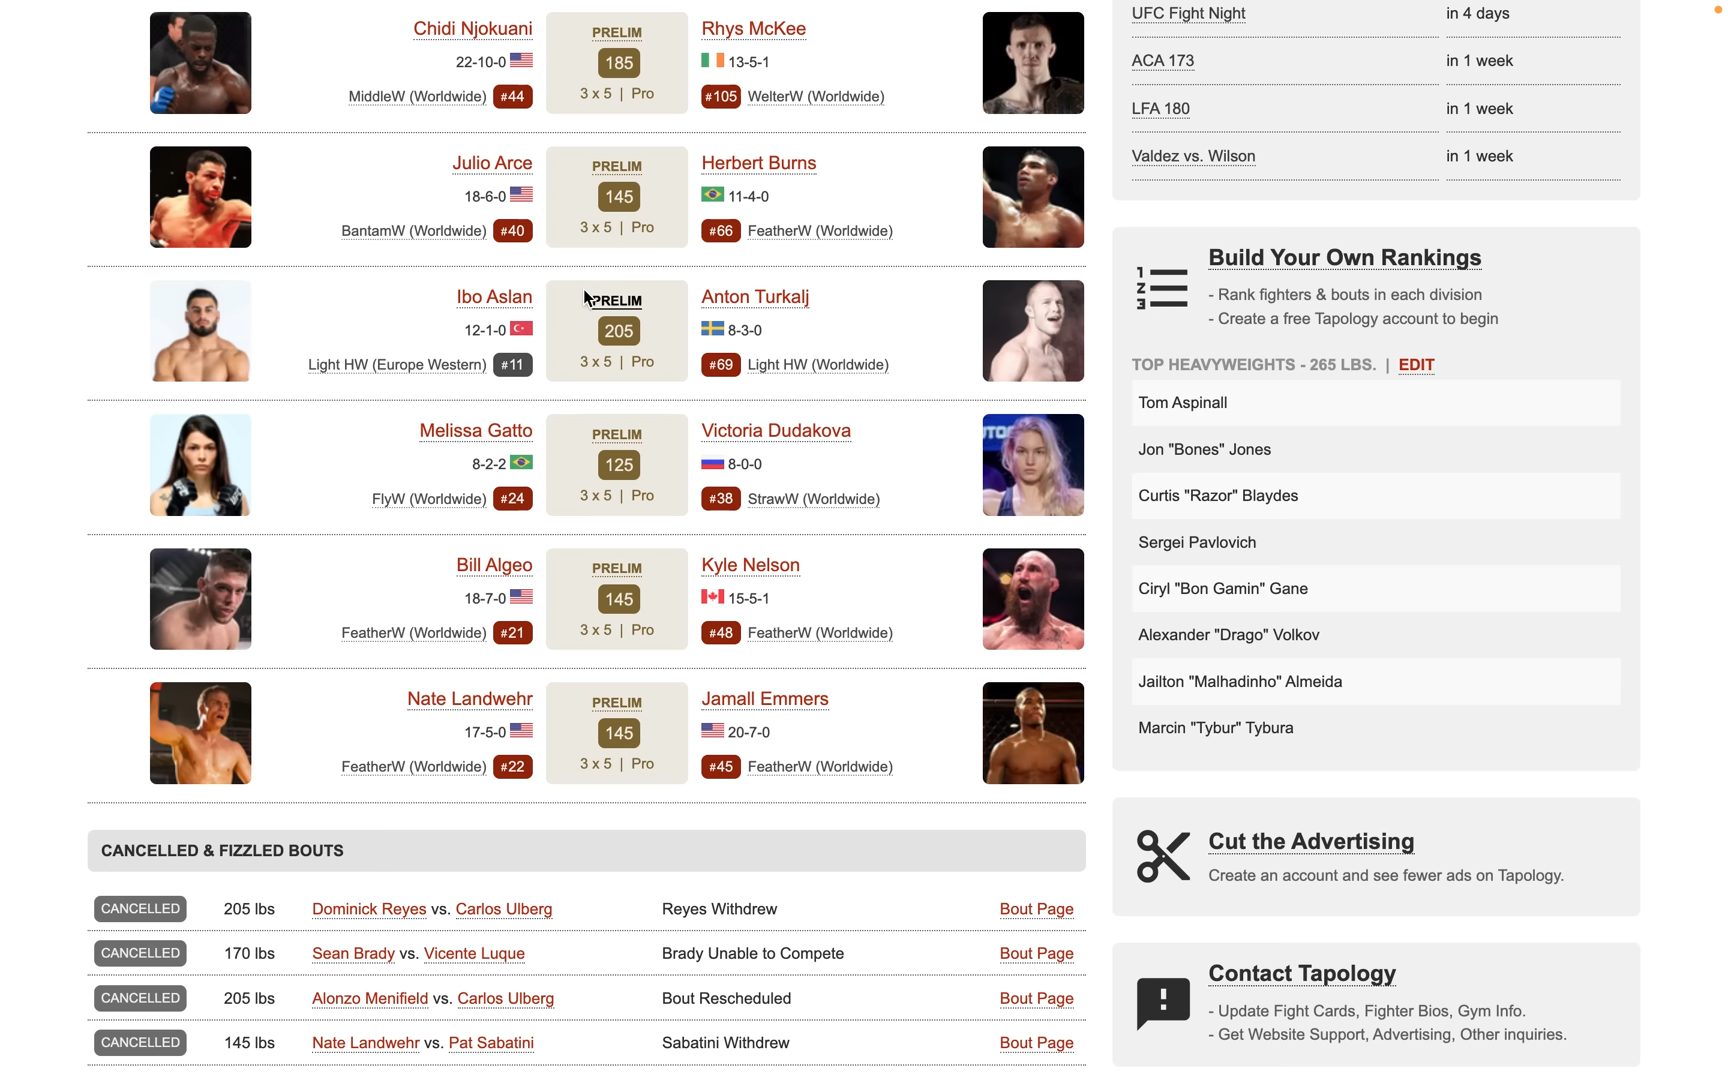 Chidi Njokuani PRELIM Rhys McKee
22-10-0 185 13-5-1
MiddleW (Worldwide) #44 3 x 5 | Pro #105 WelterW (Worldwide)
Julio Arce PRELIM Herbert Burns
18-6-0 145 11-4-0
BantamW (Worldwide) #40 3 x 5 | Pro #66 FeatherW (Worldwide)
Ibo Aslan PRELIM Anton Turkalj
12-1-0 205 8-3-0
Light HW (Europe Western) #11 3 x 5 | Pro #69 Light HW (Worldwide)
Melissa Gatto PRELIM Victoria Dudakova
8-2-2 125 8-0-0
FlyW (Worldwide) #24 3 x 5 | Pro #38 StrawW (Worldwide)
Bill Algeo PRELIM Kyle Nelson
18-7-0 145 15-5-1
FeatherW (Worldwide) #21 3 x 5 | Pro #48 FeatherW (Worldwide)
Nate Landwehr PRELIM Jamall Emmers
17-5-0 145 20-7-0
FeatherW (Worldwide) #22 3 x 5 | Pro #45 FeatherW (Worldwide)
CANCELLED & FIZZLED BOUTS
CANCELLED 205 lbs Dominick Reyes vs. Carlos Ulberg Reyes Withdrew Bout Page
CANCELLED 170 lbs Sean Brady vs. Vicente Luque Brady Unable to Compete Bout Page
CANCELLED 205 lbs Alonzo Menifield vs. Carlos Ulberg Bout Rescheduled Bout Page
CANCELLED 145 lbs Nate Landwehr vs. Pat Sabatini Sabatini Withdrew Bout Page
UFC Fight Night in 4 days
ACA 173 in 1 week
LFA 180 in 1 week
Valdez vs. Wilson in 1 week
Build Your Own Rankings
- Rank fighters & bouts in each division
- Create a free Tapology account to begin
TOP HEAVYWEIGHTS - 265 LBS. | EDIT
Tom Aspinall
Jon "Bones" Jones
Curtis "Razor" Blaydes
Sergei Pavlovich
Ciryl "Bon Gamin" Gane
Alexander "Drago" Volkov
Jailton "Malhadinho" Almeida
Marcin "Tybur" Tybura
Cut the Advertising
Create an account and see fewer ads on Tapology.
Contact Tapology
- Update Fight Cards, Fighter Bios, Gym Info.
- Get Website Support, Advertising, Other inquiries.